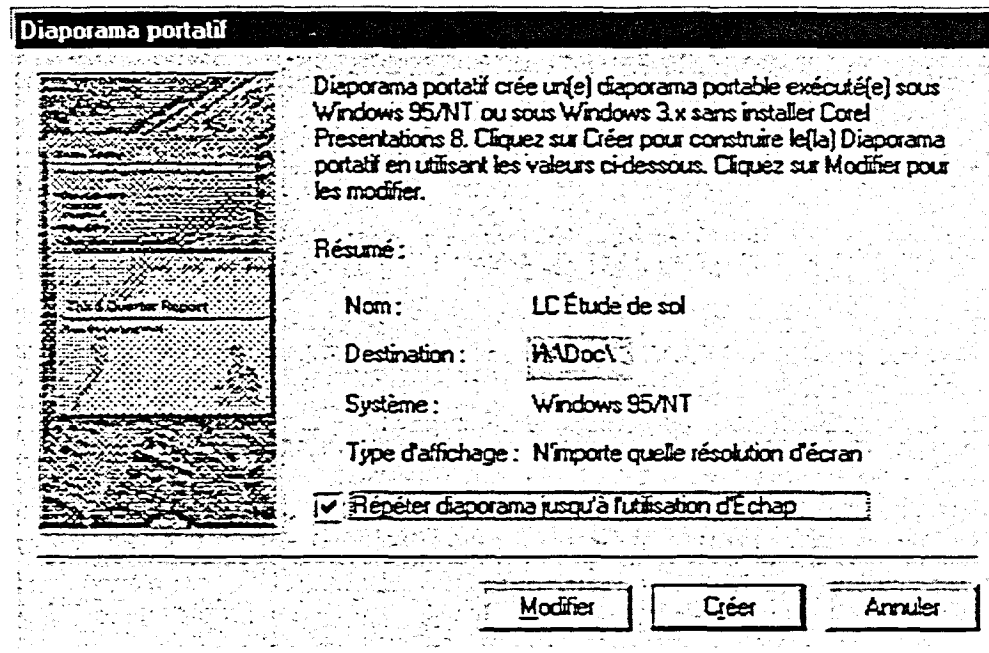 Diaporama portatif
Diaporama portatif crée un(e) diaporama portable exécuté(e) sous
Windows 95/NT ou sous Windows 3.x sans installer Corel
Presentations 8. Cliquez sur Créer pour construire le(la) Diaporama
portatif en utilisant les valeurs ci-dessous. Cliquez sur Modifier pour
les modifier.
Résumé :
Nom : LC Étude de sol
Destination : \Doc\
Système : Windows 95/NT
Type d'affichage : N'importe quelle résolution d'écran
Répéter diaporama jusqu'à l'utilisation d'Échap
Quarter Report
Modifier Créer Annuler